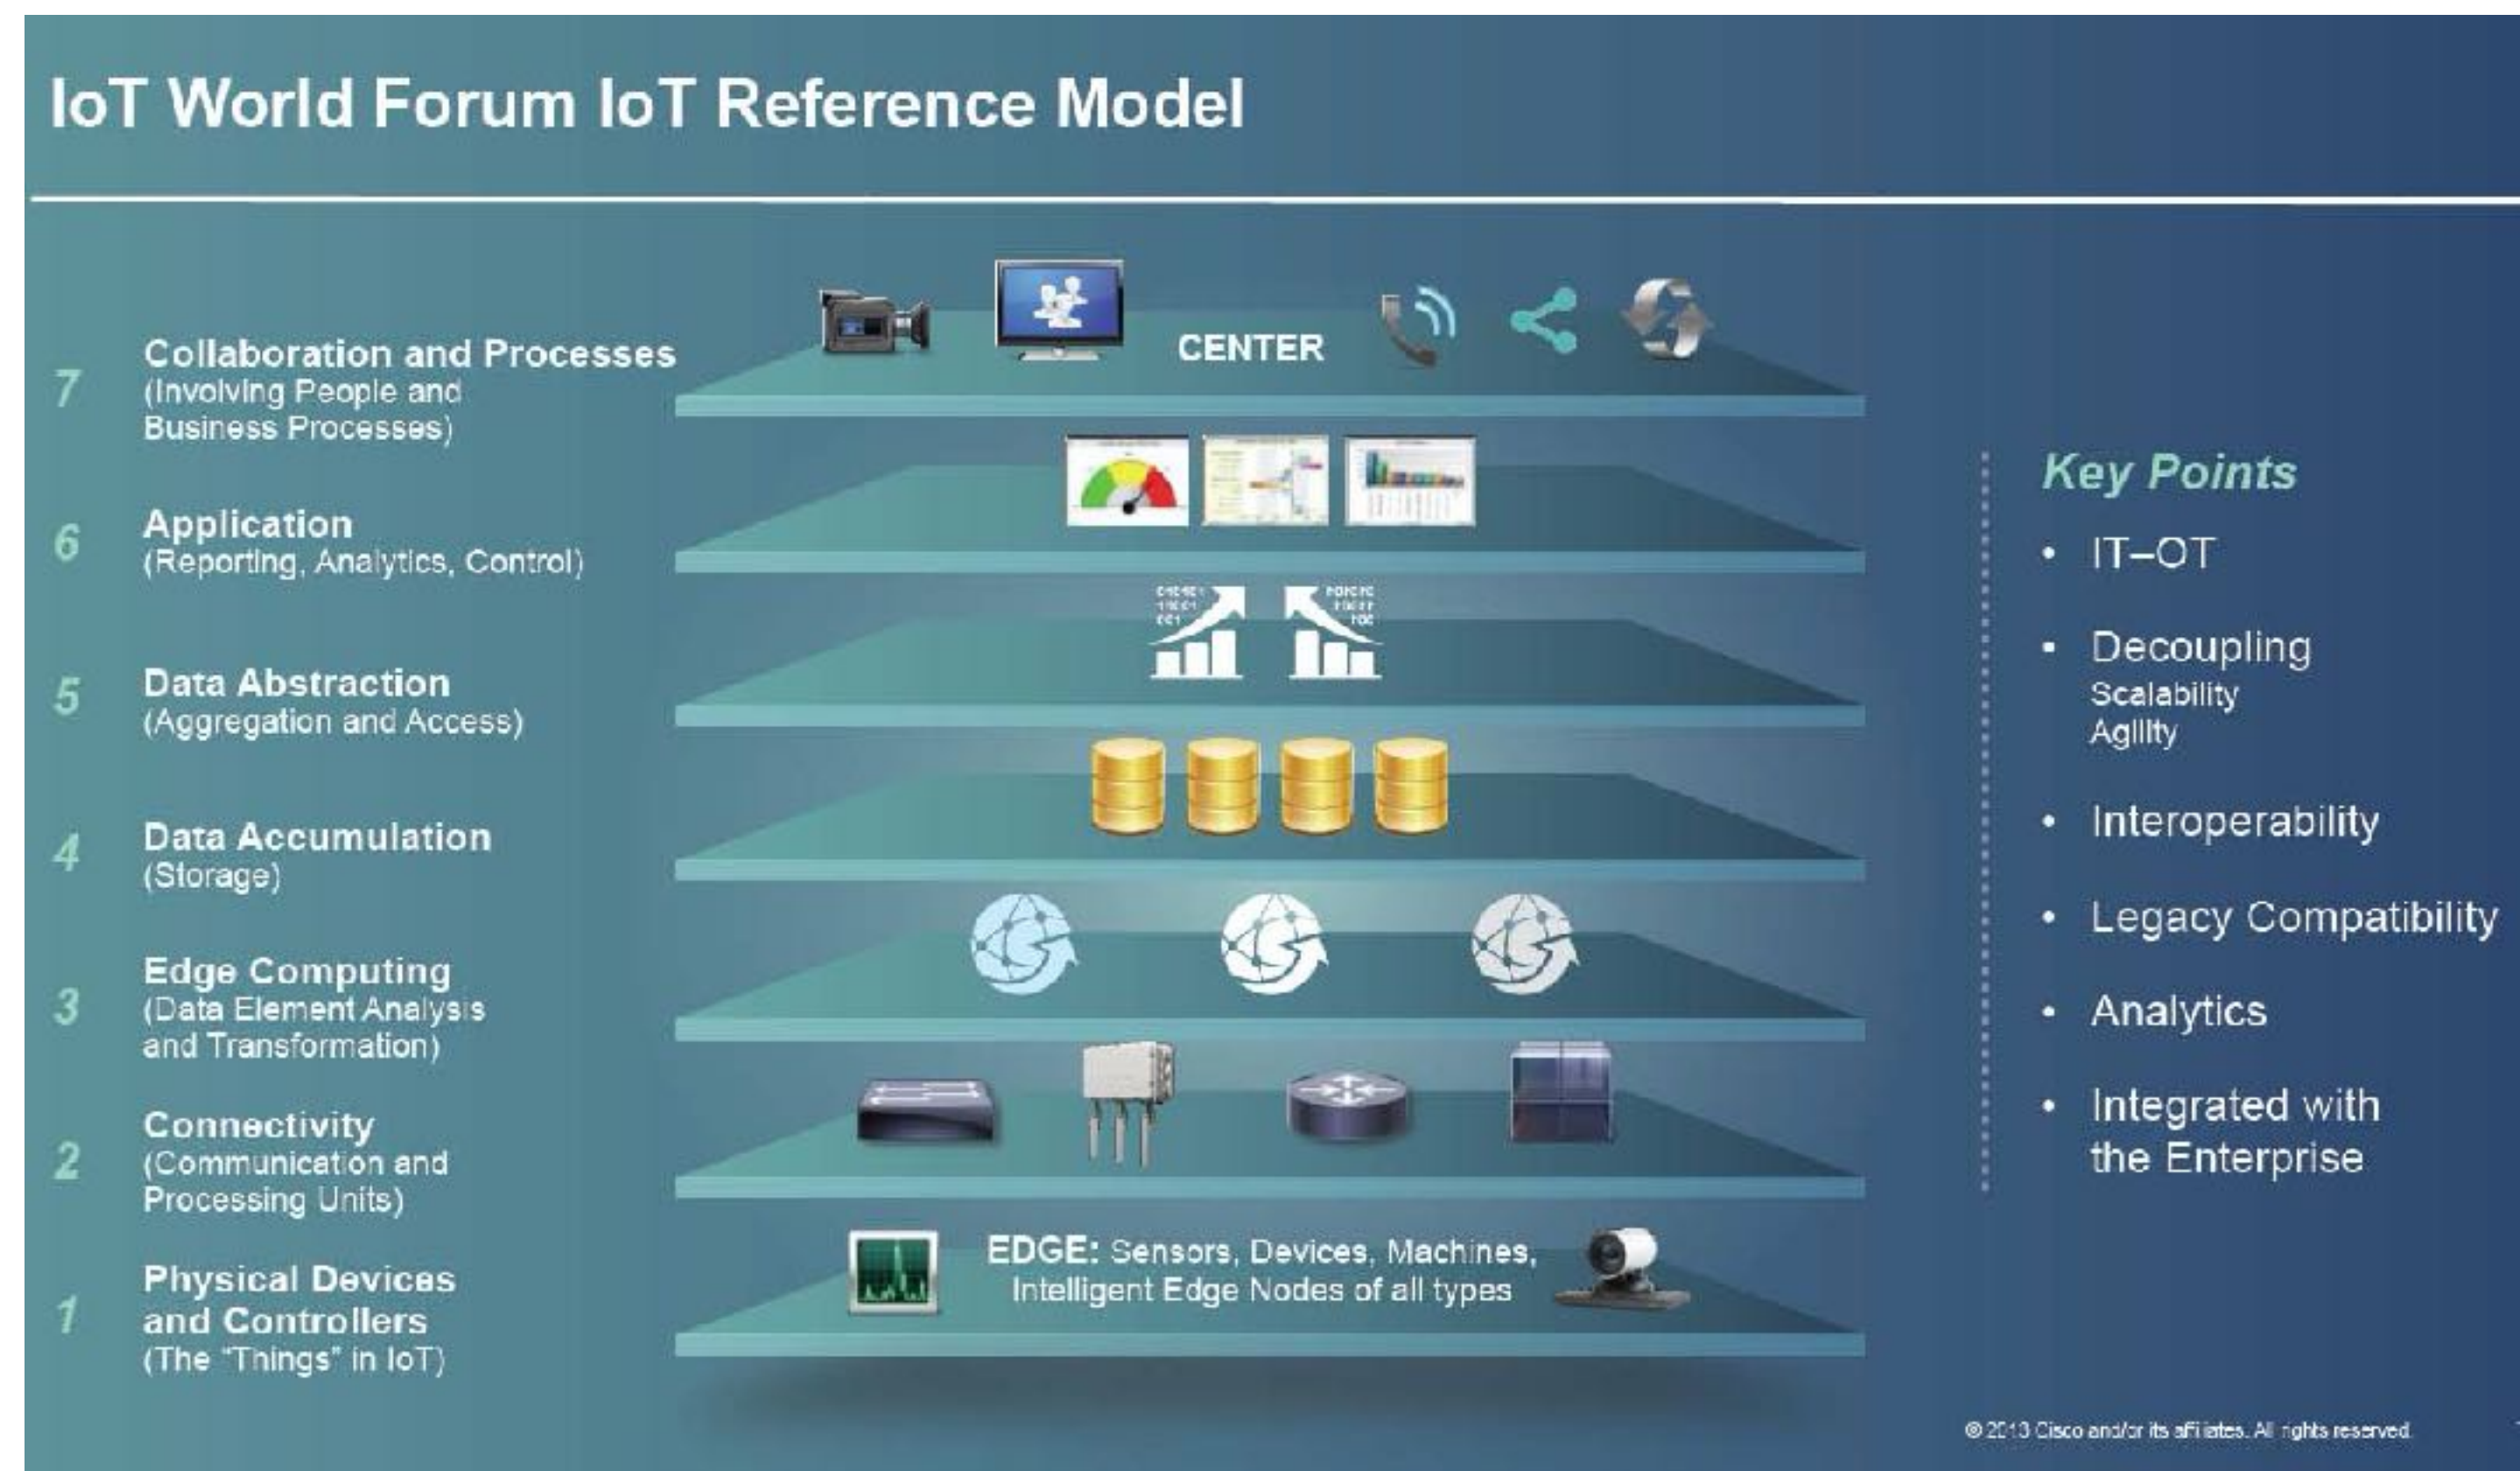 IoT World Forum IoT Reference Model
7
Collaboration and Processes
(Involving People and
Business Processes)
CENTER
6
Application
(Reporting, Analytics, Control)
5
Data Abstraction
(Aggregation and Access)
4
Data Accumulation
(Storage)
3
Edge Computing
(Data Element Analysis
and Transformation)
2
Connectivity
(Communication and
Processing Units)
1
Physical Devices
and Controllers
(The “Things” in IoT)
EDGE: Sensors, Devices, Machines,
Intelligent Edge Nodes of all types
Key Points
• IT–OT
• Decoupling
Scalability
Agility
• Interoperability
• Legacy Compatibility
• Analytics
• Integrated with
the Enterprise
© 2013 Cisco and/or its affiliates. All rights reserved.